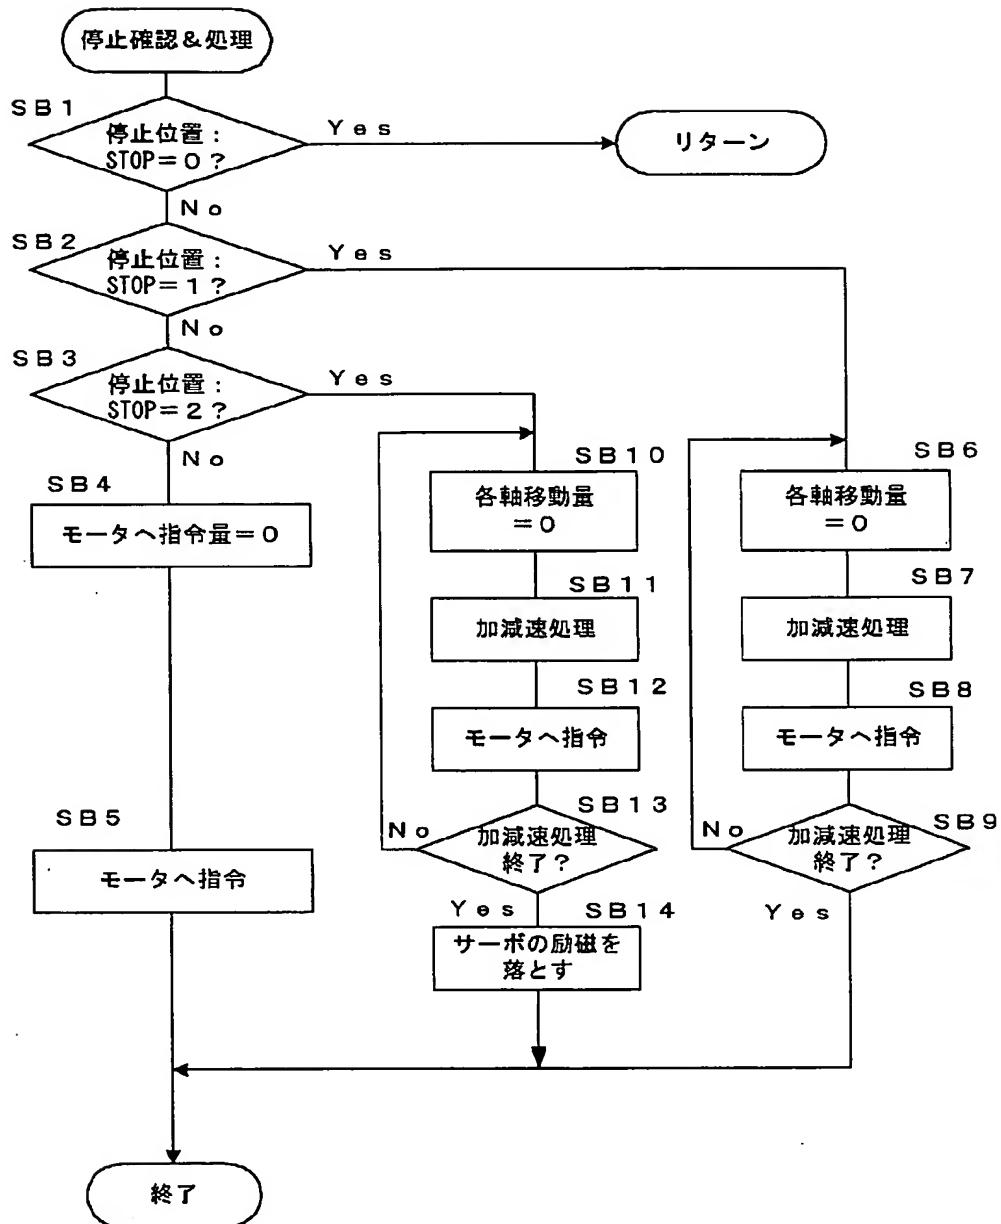 停止確認&処理
SB1
停止位置:
STOP=0?
Yes
リターン
No
SB2
停止位置:
STOP=1?
Yes
No
SB3
停止位置:
STOP=2?
Yes
No
SB4
モータへ指令量=0
SB5
モータへ指令
SB10
各軸移動量
=0
SB11
加減速処理
SB12
モータへ指令
SB13
加減速処理
終了?
No
Yes
SB14
サーボの励磁を
落とす
SB6
各軸移動量
=0
SB7
加減速処理
SB8
モータへ指令
SB9
加減速処理
終了?
No
Yes
終了